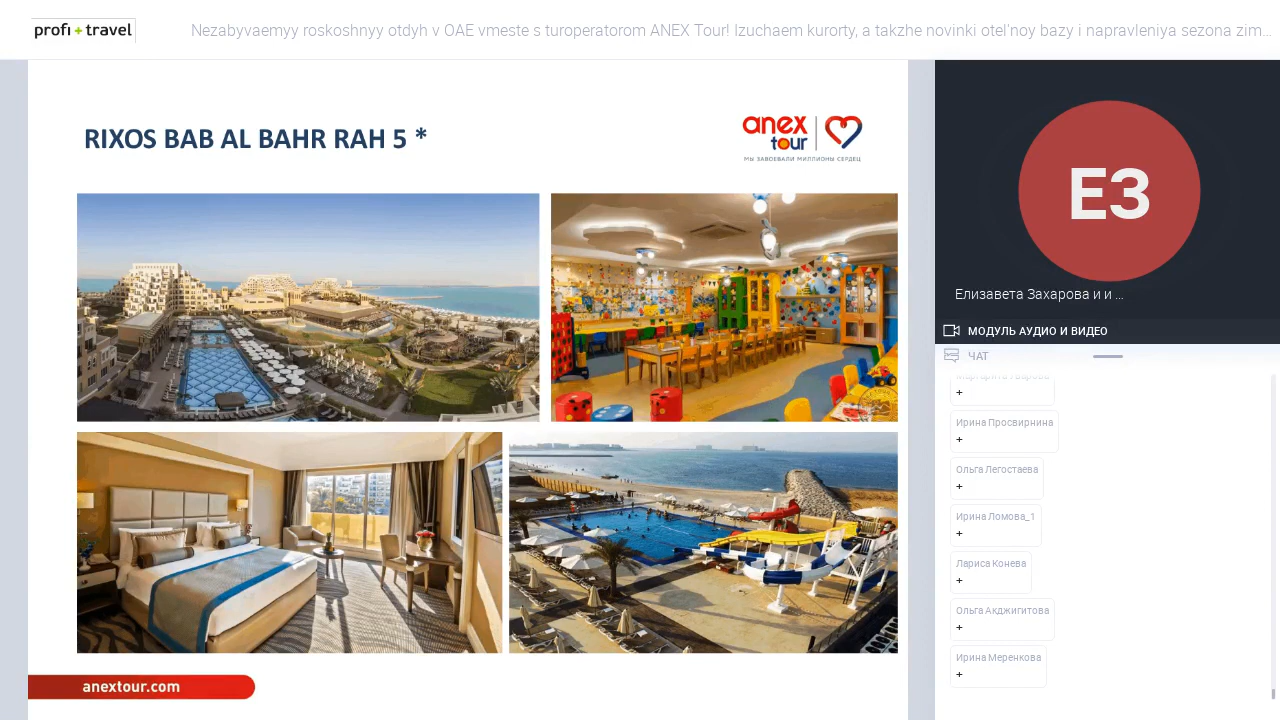 profi + travel
Nezabyvaemyy roskoshnyy otdyh v OAE vmeste s turoperatorom ANEX Tour! Izuchaem kurorty, a takzhe novinki otel'noy bazy i napravleniya sezona zim...
RIXOS BAB AL BAHR RAH 5 *
anex
tour
МЫ ЗАВОЕВАЛИ МИЛЛИОНЫ СЕРДЕЦ
anextour.com
ЕЗ
Елизавета Захарова и и ...
МОДУЛЬ АУДИО И ВИДЕО
ЧАТ
+
Ирина Просвирнина
+
Ольга Легостаева
+
Ирина Ломова_1
+
Лариса Конева
+
Ольга Акджигитова
+
Ирина Меренкова
+